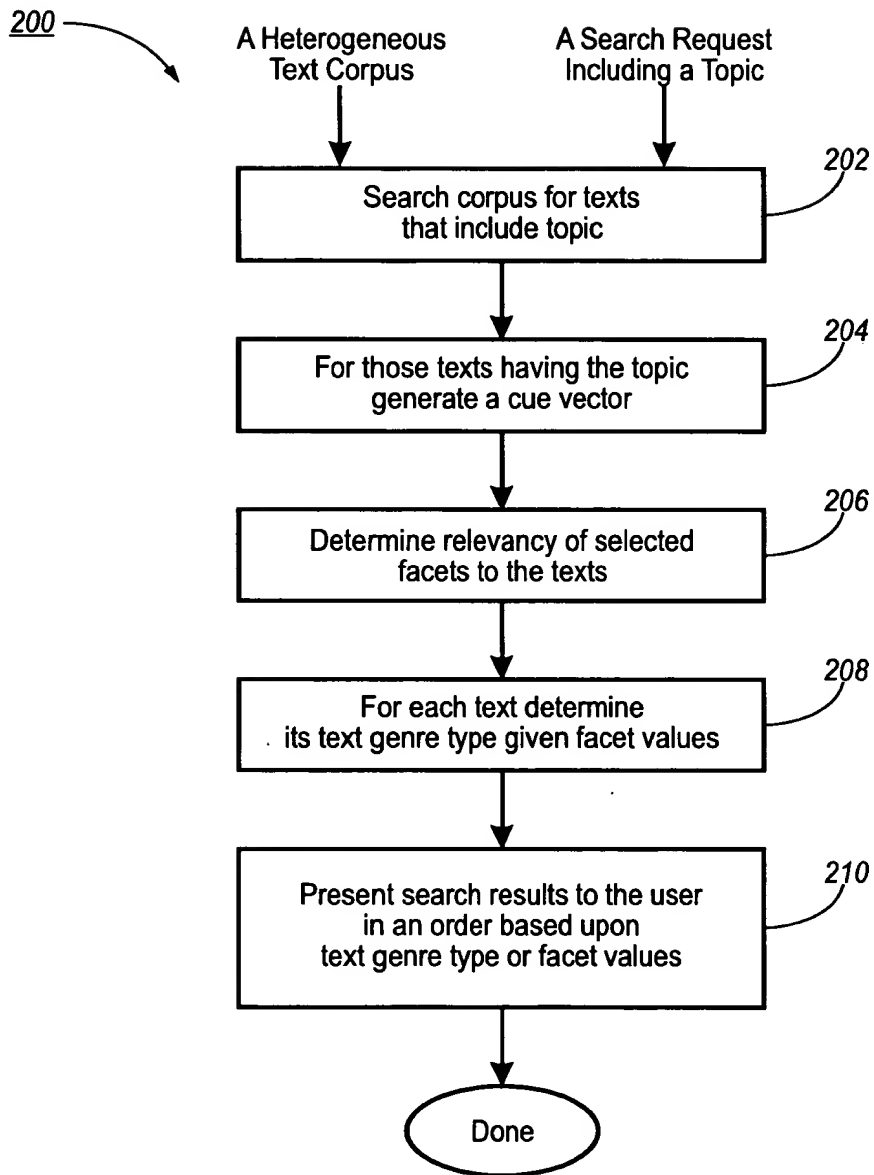 200
A Heterogeneous
Text Corpus
A Search Request
Including a Topic
202
Search corpus for texts
that include topic
204
For those texts having the topic
generate a cue vector
206
Determine relevancy of selected
facets to the texts
208
For each text determine
its text genre type given facet values
210
Present search results to the user
in an order based upon
text genre type or facet values
Done